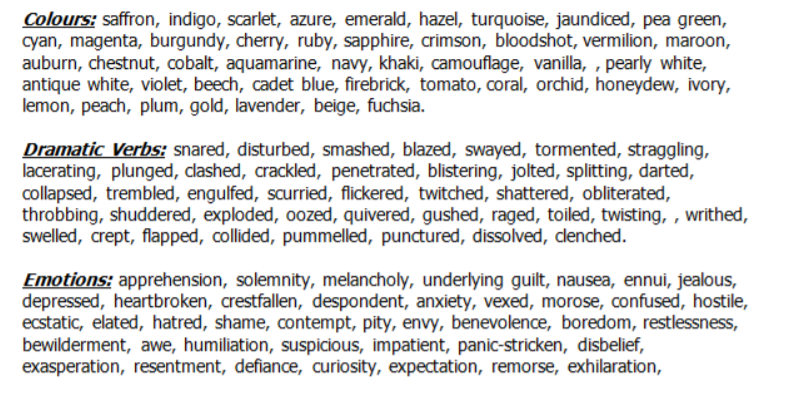 Colours: saffron, indigo, scarlet, azure, emerald, hazel, turquoise, jaundiced, pea green,
cyan, magenta, burgundy, cherry, ruby, sapphire, crimson, bloodshot, vermilion, maroon,
auburn, chestnut, cobalt, aquamarine, navy, khaki, camouflage, vanilla, , pearly white,
antique white, violet, beech, cadet blue, firebrick, tomato, coral, orchid, honeydew, ivory,
lemon, peach, plum, gold, lavender, beige, fuchsia.
Dramatic Verbs: snared, disturbed, smashed, blazed, swayed, tormented, straggling,
lacerating, plunged, clashed, crackled, penetrated, blistering, jolted, splitting, darted,
collapsed, trembled, engulfed, scurried, flickered, twitched, shattered, obliterated,
throbbing, shuddered, exploded, oozed, quivered, gushed, raged, toiled, twisting, , writhed,
swelled, crept, flapped, collided, pummelled, punctured, dissolved, clenched.
Emotions: apprehension, solemnity, melancholy, underlying guilt, nausea, ennui, jealous,
depressed, heartbroken, crestfallen, despondent, anxiety, vexed, morose, confused, hostile,
ecstatic, elated, hatred, shame, contempt, pity, envy, benevolence, boredom, restlessness,
bewilderment, awe, humiliation, suspicious, impatient, panic-stricken, disbelief,
exasperation, resentment, defiance, curiosity, expectation, remorse, exhilaration,